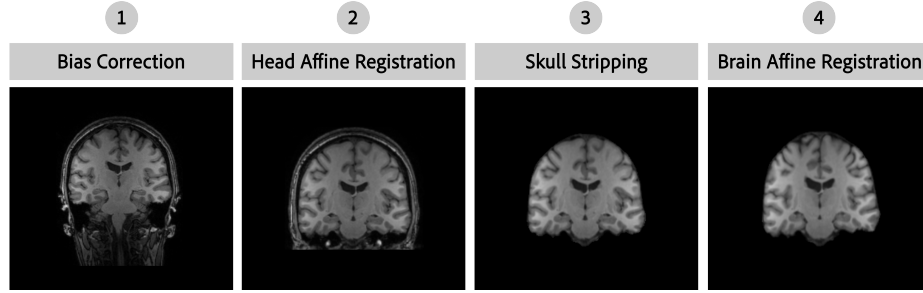 1
2
3
4
Bias Correction
Head Affine Registration
Skull Stripping
Brain Affine Registration